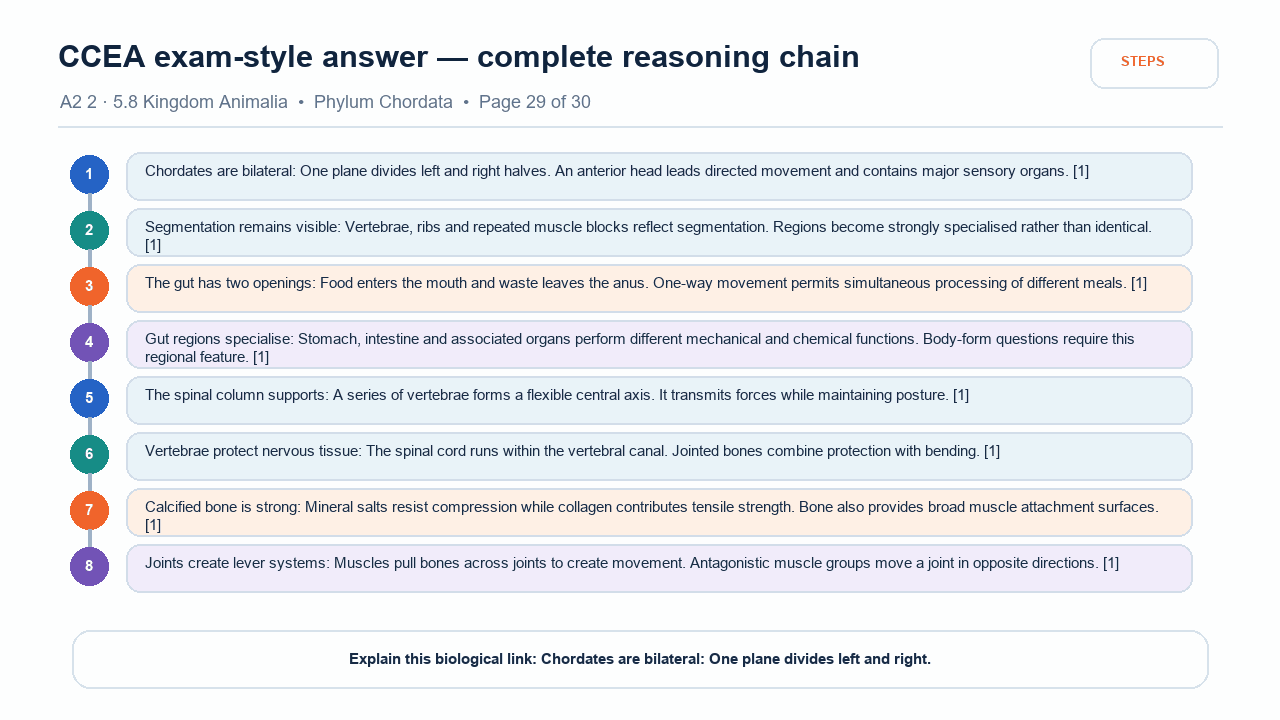 CCEA exam-style answer — complete reasoning chain
STEPS
A2 2 · 5.8 Kingdom Animalia • Phylum Chordata • Page 29 of 30
1
Chordates are bilateral: One plane divides left and right halves. An anterior head leads directed movement and contains major sensory organs. [1]
2
Segmentation remains visible: Vertebrae, ribs and repeated muscle blocks reflect segmentation. Regions become strongly specialised rather than identical.
[1]
3
The gut has two openings: Food enters the mouth and waste leaves the anus. One-way movement permits simultaneous processing of different meals. [1]
4
Gut regions specialise: Stomach, intestine and associated organs perform different mechanical and chemical functions. Body-form questions require this
regional feature. [1]
5
The spinal column supports: A series of vertebrae forms a flexible central axis. It transmits forces while maintaining posture. [1]
6
Vertebrae protect nervous tissue: The spinal cord runs within the vertebral canal. Jointed bones combine protection with bending. [1]
7
Calcified bone is strong: Mineral salts resist compression while collagen contributes tensile strength. Bone also provides broad muscle attachment surfaces.
[1]
8
Joints create lever systems: Muscles pull bones across joints to create movement. Antagonistic muscle groups move a joint in opposite directions. [1]
Explain this biological link: Chordates are bilateral: One plane divides left and right.